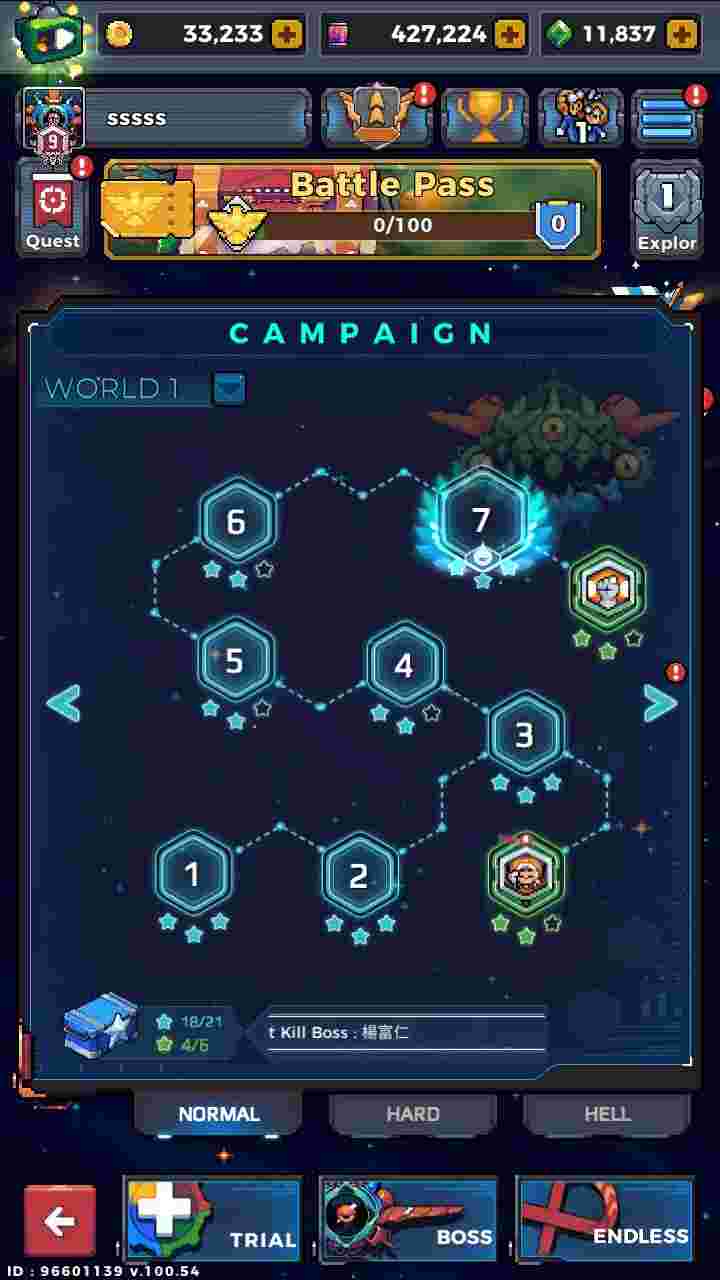 33,233
427,224
11,837
9
sssss
1
Quest
Battle Pass
0/100
0
1
Explor
CAMPAIGN
WORLD 1
6
7
5
4
3
1
2
18/21
4/6
t Kill Boss : 楊富仁
NORMAL
HARD
HELL
TRIAL
BOSS
ENDLESS
ID : 96601139 v.100.54